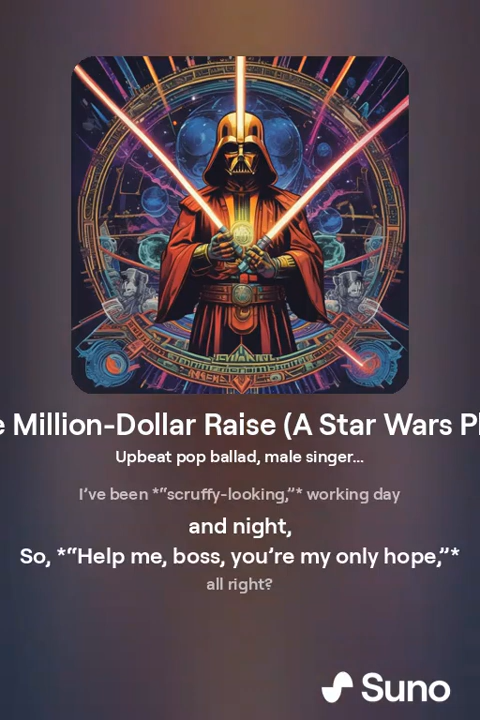 e Million-Dollar Raise (A Star Wars Pl
Upbeat pop ballad, male singer...
I've been *“scruffy-looking,”* working day
and night,
So, *“Help me, boss, you're my only hope,”*
all right?
Suno